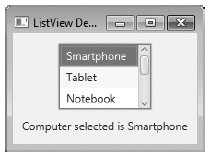 ListView De...
Smartphone
Tablet
Notebook
Computer selected is Smartphone